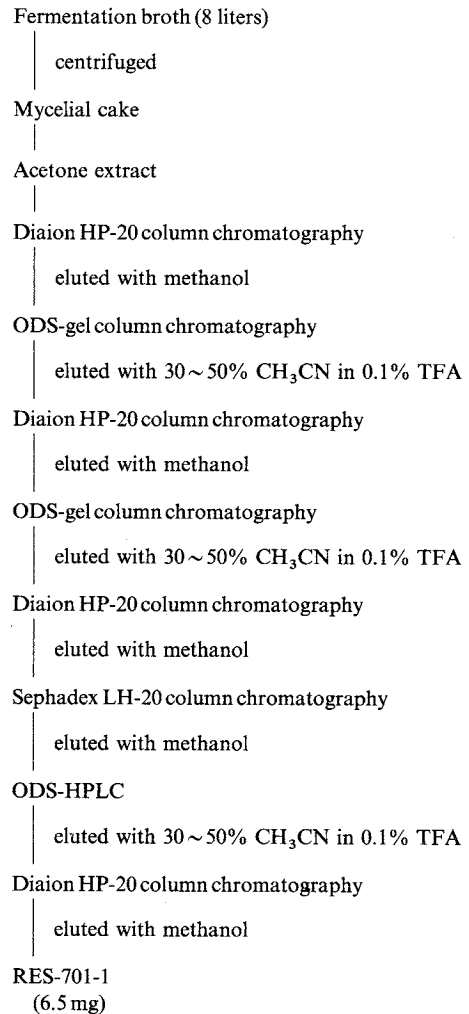 Fermentation broth (8 liters)
centrifuged
Mycelial cake
Acetone extract
Diaion HP-20 column chromatography
eluted with methanol
ODS-gel column chromatography
eluted with 30~50% CH₃CN in 0.1% TFA
Diaion HP-20 column chromatography
eluted with methanol
ODS-gel column chromatography
eluted with 30~50% CH₃CN in 0.1% TFA
Diaion HP-20 column chromatography
eluted with methanol
Sephadex LH-20 column chromatography
eluted with methanol
ODS-HPLC
eluted with 30~50% CH₃CN in 0.1% TFA
Diaion HP-20 column chromatography
eluted with methanol
RES-701-1
(6.5 mg)